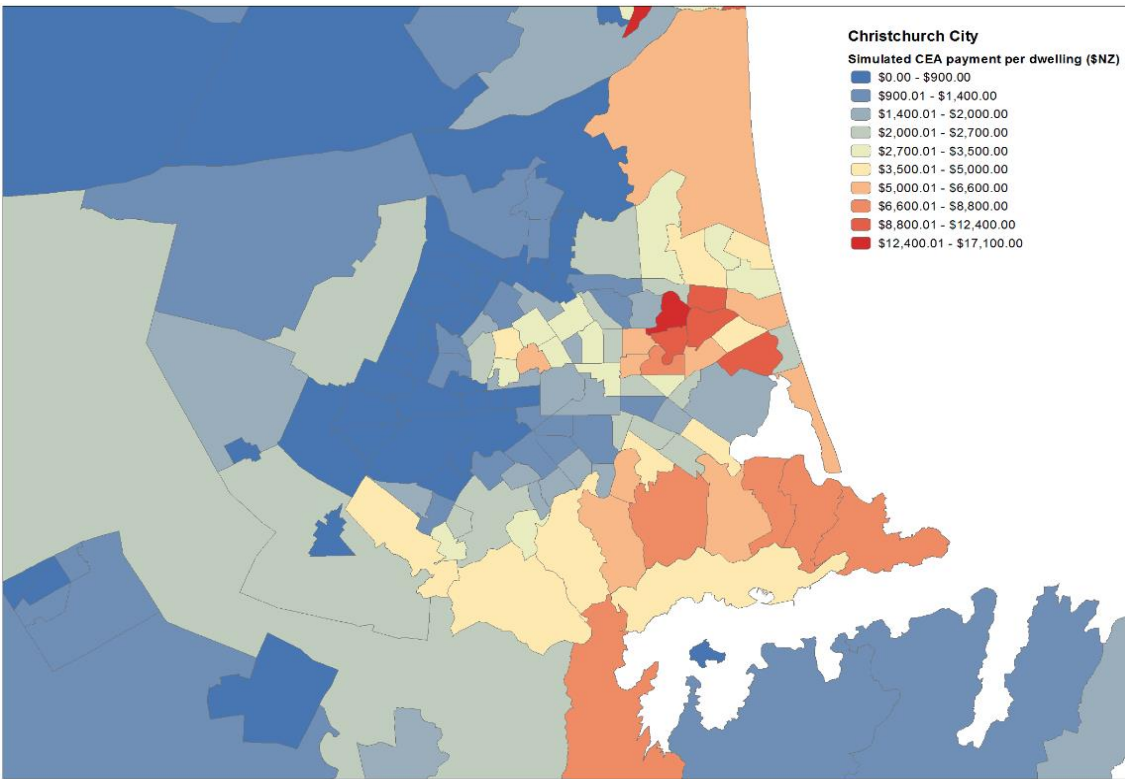 Christchurch City
Simulated CEA payment per dwelling ($NZ)
$0.00 - $900.00
$900.01 - $1,400.00
$1,400.01 - $2,000.00
$2,000.01 - $2,700.00
$2,700.01 - $3,500.00
$3,500.01 - $5,000.00
$5,000.01 - $6,600.00
$6,600.01 - $8,800.00
$8,800.01 - $12,400.00
$12,400.01 - $17,100.00